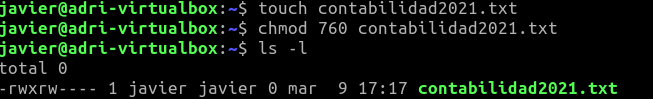 javier@adri-virtualbox:~$ touch contabilidad2021.txt
javier@adri-virtualbox:~$ chmod 760 contabilidad2021.txt
javier@adri-virtualbox:~$ ls -l
total 0
-rwxrw---- 1 javier javier 0 mar  9 17:17 contabilidad2021.txt